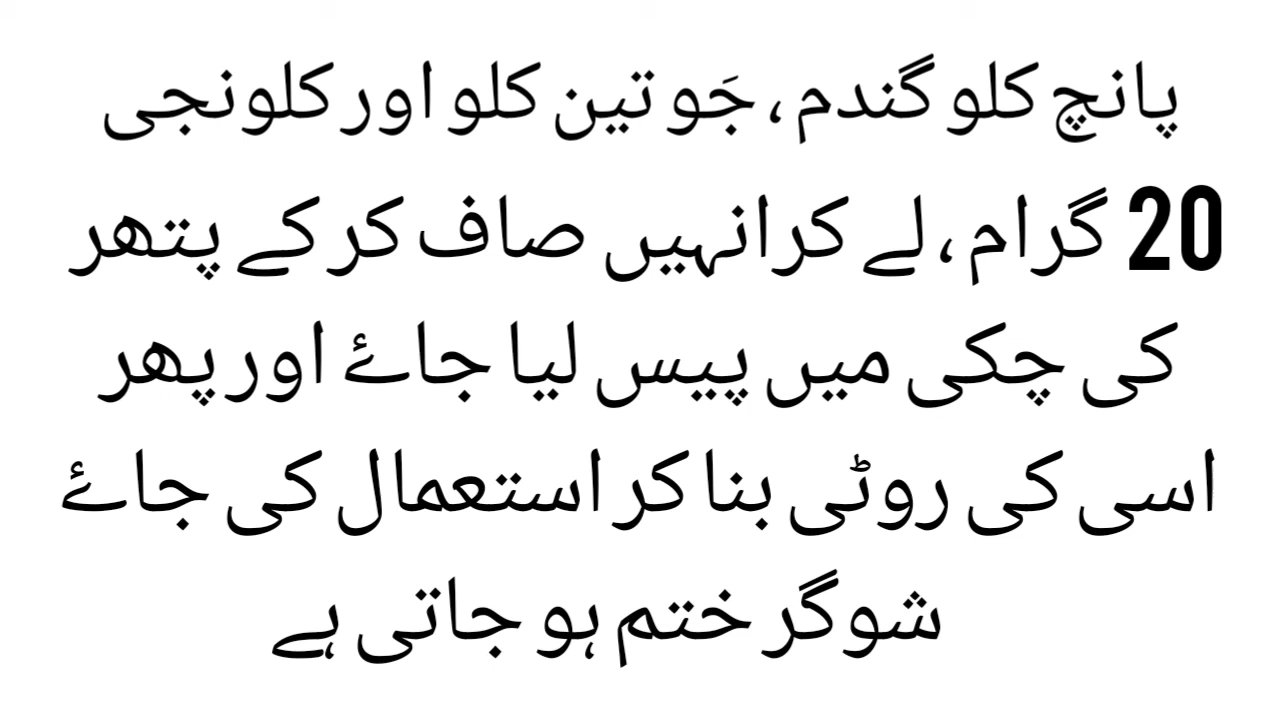 پانچ کلو گندم، جَو تین کلو اور کلونجی
20 گرام، لے کر انہیں صاف کر کے پتھر
کی چکی میں پیس لیا جائے اور پھر
اسی کی روٹی بنا کر استعمال کی جائے
شوگر ختم ہو جاتی ہے